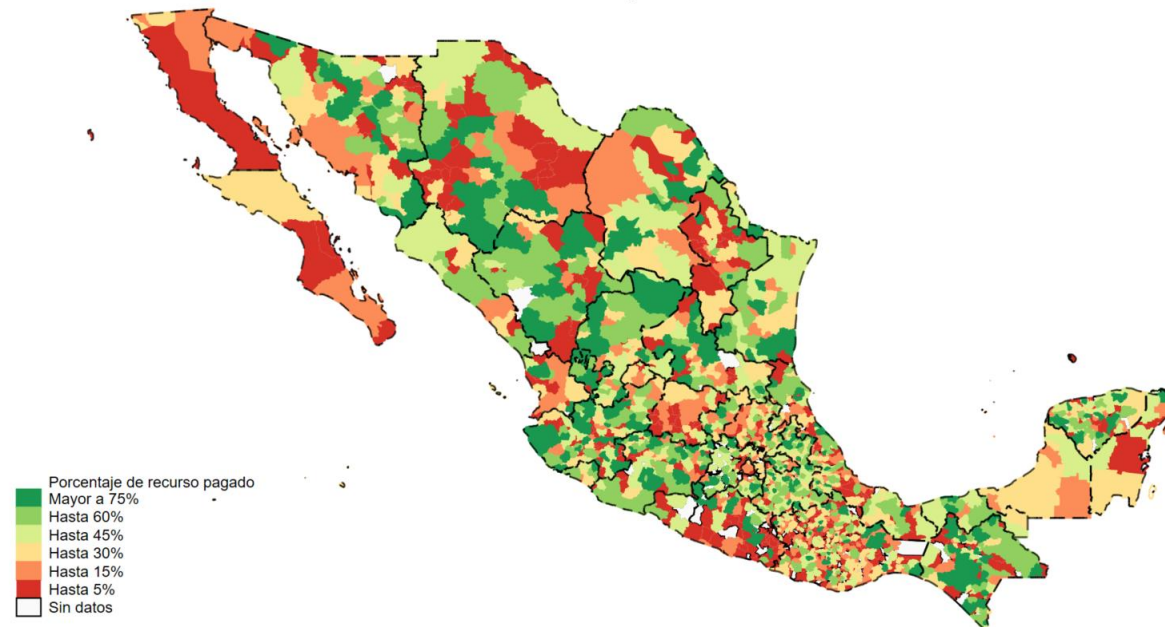 Porcentaje de recurso pagado
Mayor a 75%
Hasta 60%
Hasta 45%
Hasta 30%
Hasta 15%
Hasta 5%
Sin datos